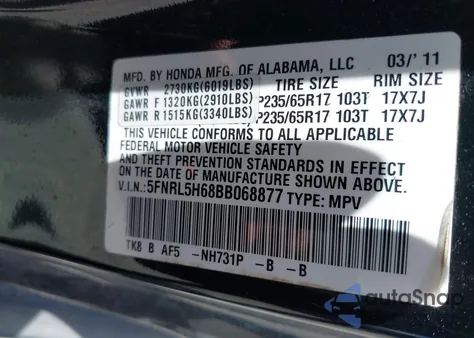 MFD. BY HONDA MFG. OF ALABAMA, LLC 03/'11
GVWR 2730KG(6019LBS) TIRE SIZE RIM SIZE
GAWR F 1320KG(2910LBS) P235/65R17 103T 17X7J
GAWR R 1515KG(3340LBS) P235/65R17 103T 17X7J
THIS VEHICLE CONFORMS TO ALL APPLICABLE
FEDERAL MOTOR VEHICLE SAFETY
AND THEFT PREVENTION STANDARDS IN EFFECT
ON THE DATE OF MANUFACTURE SHOWN ABOVE.
V.I.N.: 5FNRL5H68BB068877 TYPE: MPV
TK8 B AF5 -NH731P -B -B
autoSnap